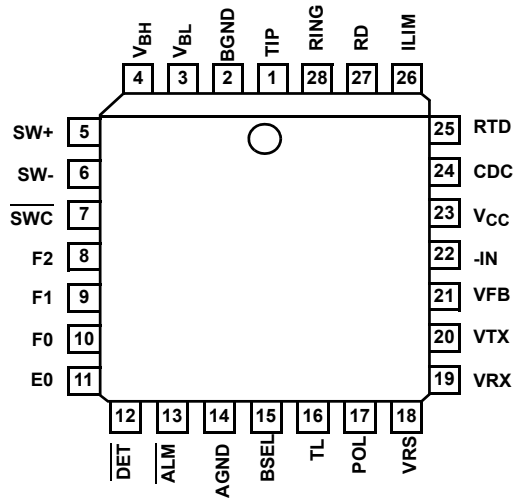 VBH VBL BGND TIP RING RD ILIM
4 3 2 1 28 27 26
SW+ 5 25 RTD
SW- 6 24 CDC
SWC 7 23 VCC
F2 8 22 -IN
F1 9 21 VFB
F0 10 20 VTX
E0 11 19 VRX
12 13 14 15 16 17 18
DET ALM AGND BSEL TL POL VRS